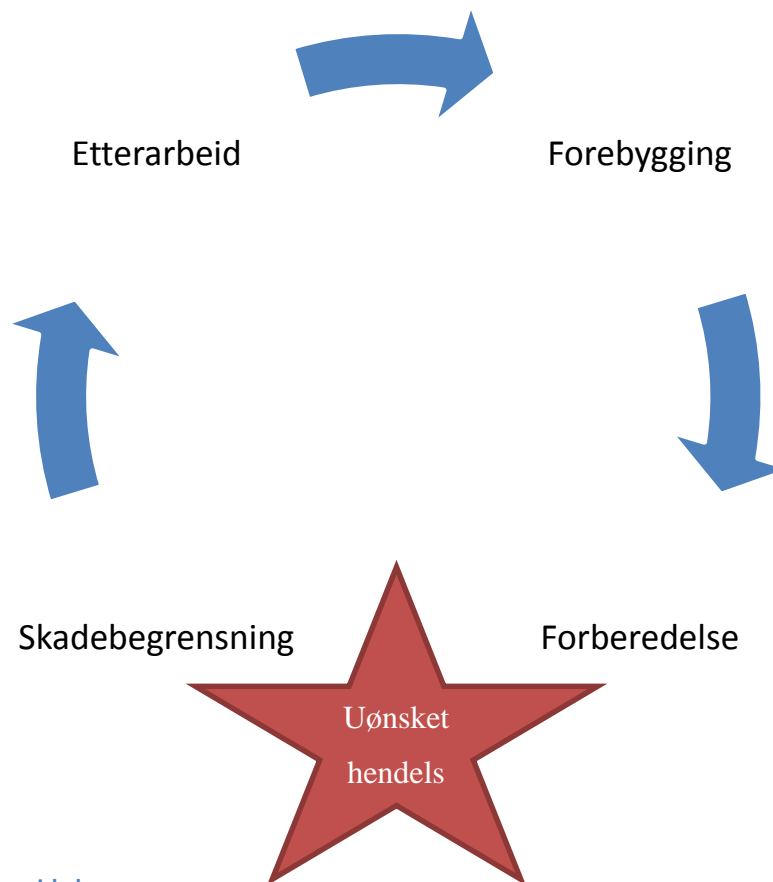 Etterarbeid
Forebygging
Skadebegrensning
Forberedelse
Uønsket
hendels